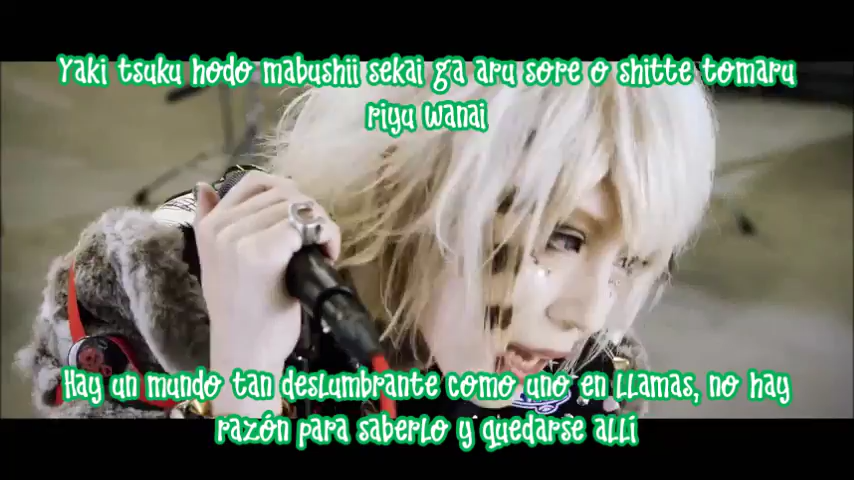 Yaki tsuku hodo mabushii sekai ga aru sore o shitte tomaru
riyu wanai
Hay un mundo tan deslumbrante como uno en llamas, no hay
razón para saberlo y quedarse allí